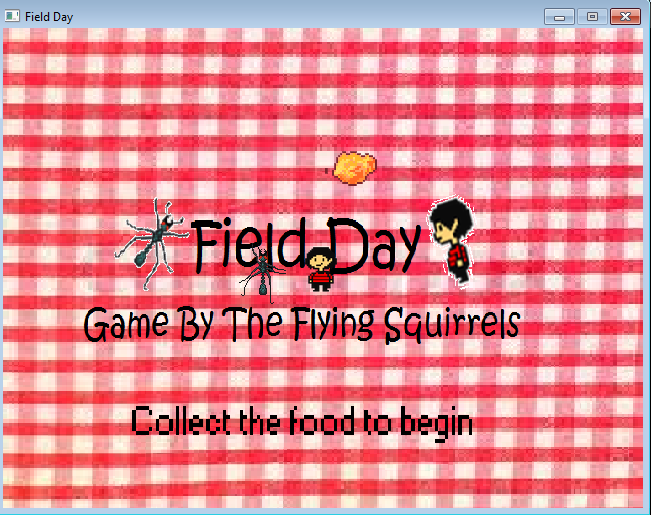 Field Day
Field Day
Game By The Flying Squirrels
Collect the food to begin